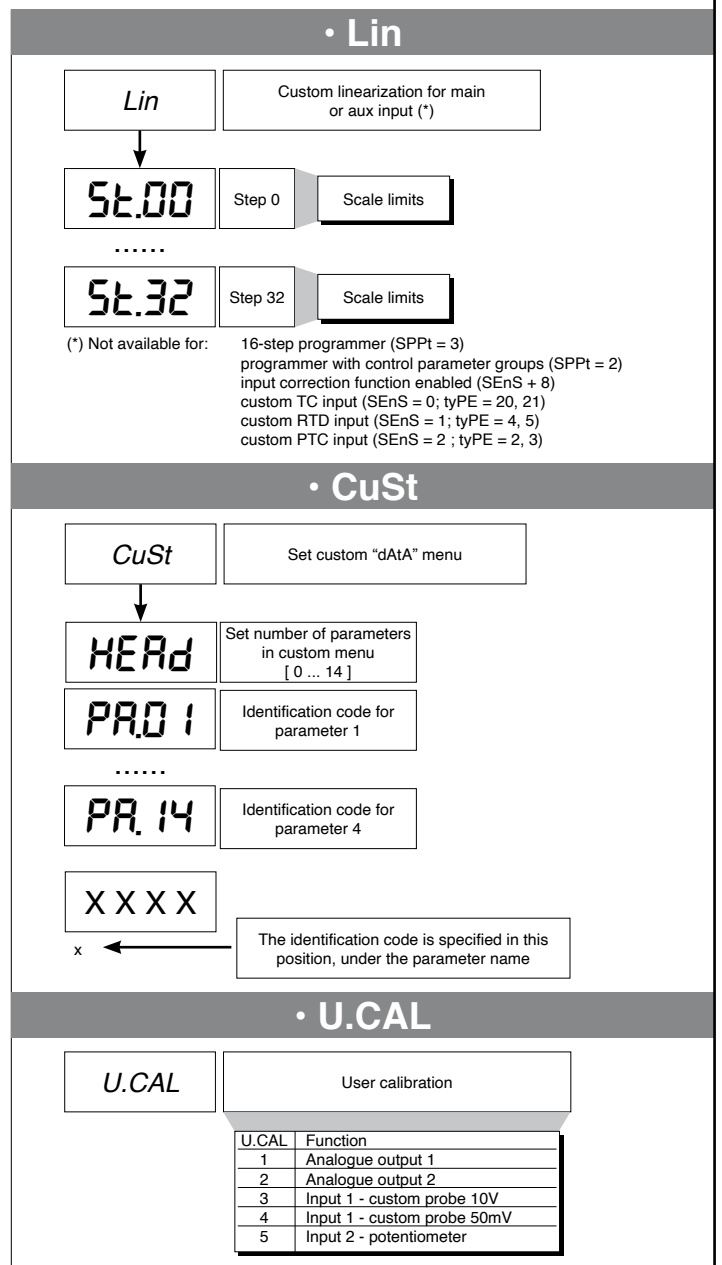 • Lin
Lin
Custom linearization for main
or aux input (*)
St.00
Step 0
Scale limits
......
St.32
Step 32
Scale limits
(*) Not available for:
16-step programmer (SPPt = 3)
programmer with control parameter groups (SPPt = 2)
input correction function enabled (SEnS + 8)
custom TC input (SEnS = 0; tyPE = 20, 21)
custom RTD input (SEnS = 1; tyPE = 4, 5)
custom PTC input (SEnS = 2 ; tyPE = 2, 3)
• CuSt
CuSt
Set custom “dAtA” menu
HEAd
Set number of parameters
in custom menu
[ 0 ... 14 ]
PA.01
Identification code for
parameter 1
......
PA.14
Identification code for
parameter 4
X X X X
x
The identification code is specified in this
position, under the parameter name
• U.CAL
U.CAL
User calibration
U.CAL Function
1 Analogue output 1
2 Analogue output 2
3 Input 1 - custom probe 10V
4 Input 1 - custom probe 50mV
5 Input 2 - potentiometer